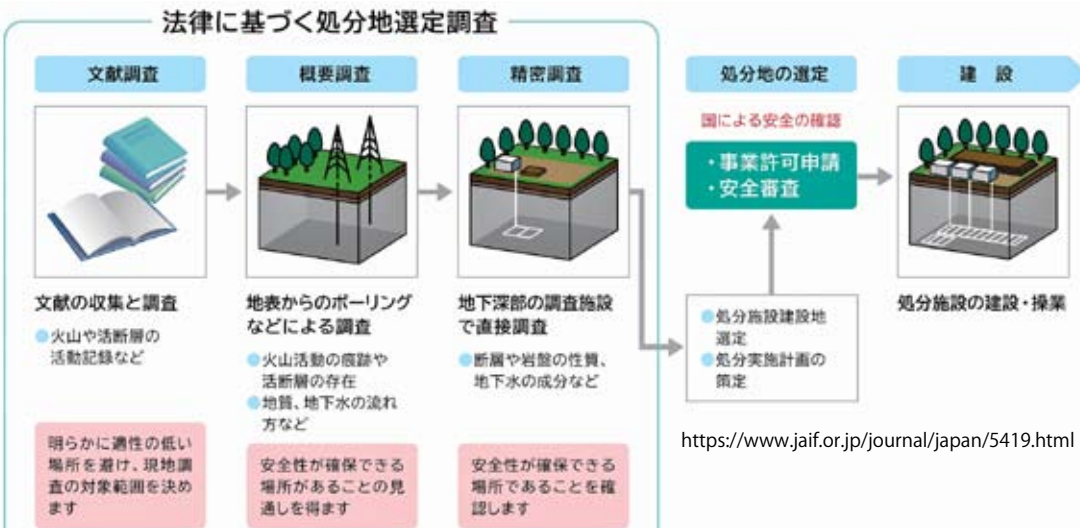 法律に基づく処分地選定調査
文献調査
文献の収集と調査
●火山や活断層の
活動記録など
明らかに適性の低い
場所を避け、現地調
査の対象範囲を決め
ます
概要調査
地表からのボーリング
などによる調査
●火山活動の痕跡や
活断層の存在
●地質、地下水の流れ
方など
安全性が確保できる
場所があることの見
通しを得ます
精密調査
地下深部の調査施設
で直接調査
●断層や岩盤の性質、
地下水の成分など
安全性が確保できる
場所であることを確
認します
処分地の選定
国による安全の確認
・事業許可申請
・安全審査
●処分施設建設地
選定
●処分実施計画の
策定
建 設
処分施設の建設・操業
https://www.jaif.or.jp/journal/japan/5419.html